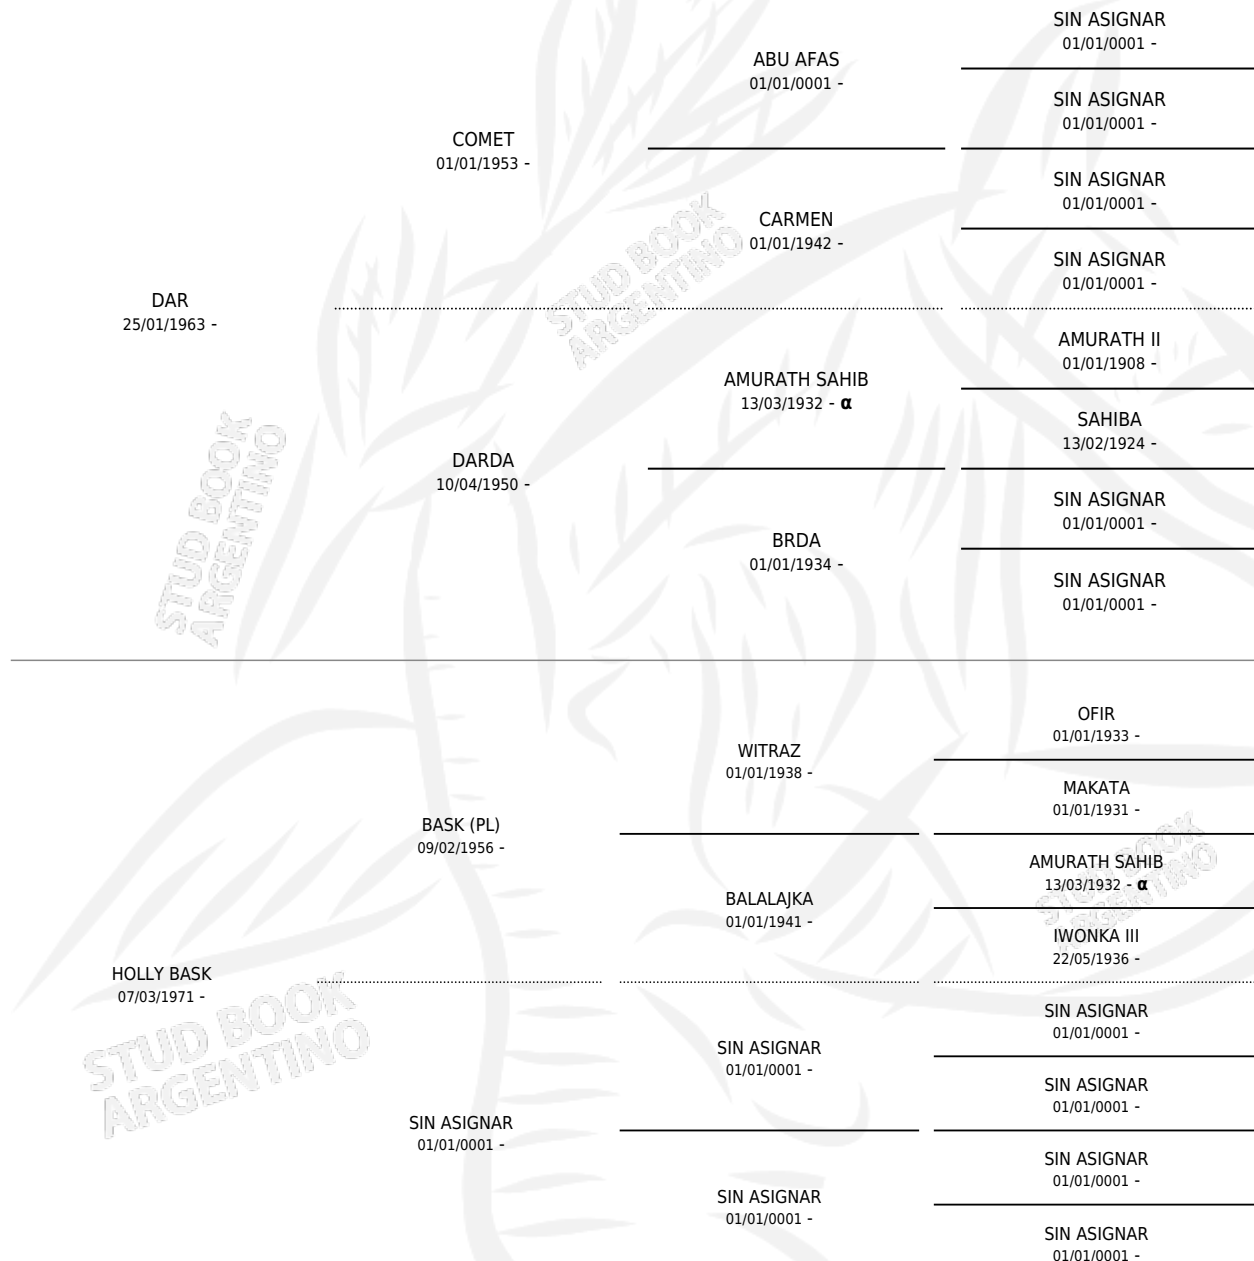 SIN ASIGNAR
01/01/0001 -
ABU AFAS
01/01/0001 -
SIN ASIGNAR
01/01/0001 -
COMET
01/01/1953 -
SIN ASIGNAR
01/01/0001 -
CARMEN
01/01/1942 -
SIN ASIGNAR
01/01/0001 -
STUD BOOK
ARGENTINO
DAR
25/01/1963 -
AMURATH II
01/01/1908 -
AMURATH SAHIB
13/03/1932 - α
SAHIBA
13/02/1924 -
DARDA
10/04/1950 -
SIN ASIGNAR
01/01/0001 -
BRDA
01/01/1934 -
SIN ASIGNAR
01/01/0001 -
STUD BOOK
ARGENTINO
OFIR
01/01/1933 -
WITRAZ
01/01/1938 -
MAKATA
01/01/1931 -
BASK (PL)
09/02/1956 -
AMURATH SAHIB
13/03/1932 - α
BALALAJKA
01/01/1941 -
IWONKA III
22/05/1936 -
STUD BOOK
ARGENTINO
HOLLY BASK
07/03/1971 -
STUD BOOK
ARGENTINO
SIN ASIGNAR
01/01/0001 -
SIN ASIGNAR
01/01/0001 -
SIN ASIGNAR
01/01/0001 -
SIN ASIGNAR
01/01/0001 -
SIN ASIGNAR
01/01/0001 -
SIN ASIGNAR
01/01/0001 -
SIN ASIGNAR
01/01/0001 -